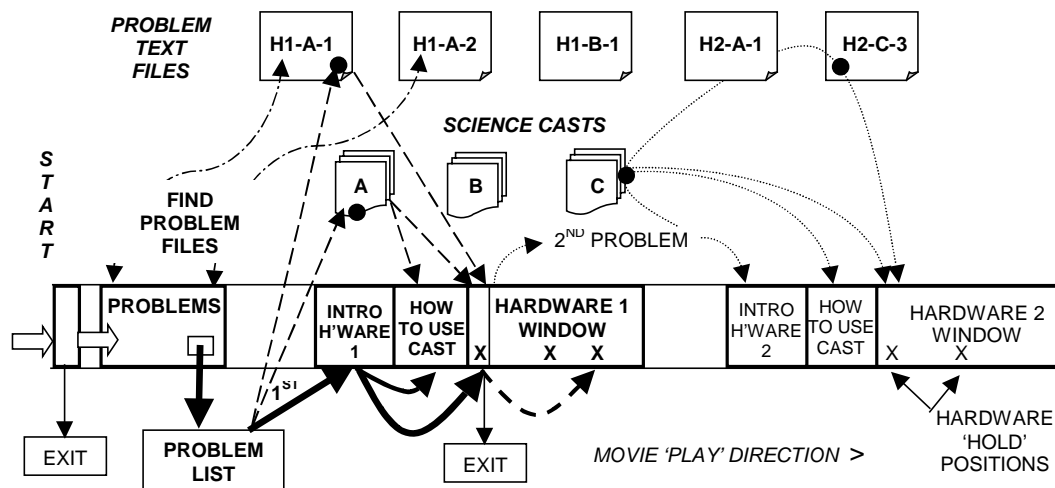 PROBLEM
TEXT
FILES
H1-A-1
H1-A-2
H1-B-1
H2-A-1
H2-C-3
SCIENCE CASTS
START
A
B
C
FIND
PROBLEM
FILES
2ND PROBLEM
PROBLEMS
INTRO
H'WARE
1
HOW
TO USE
CAST
X
HARDWARE 1
WINDOW
X X
INTRO
H'WARE
2
HOW
TO USE
CAST
HARDWARE 2
WINDOW
X X
1ST
EXIT
PROBLEM
LIST
EXIT
MOVIE 'PLAY' DIRECTION >
HARDWARE
'HOLD'
POSITIONS